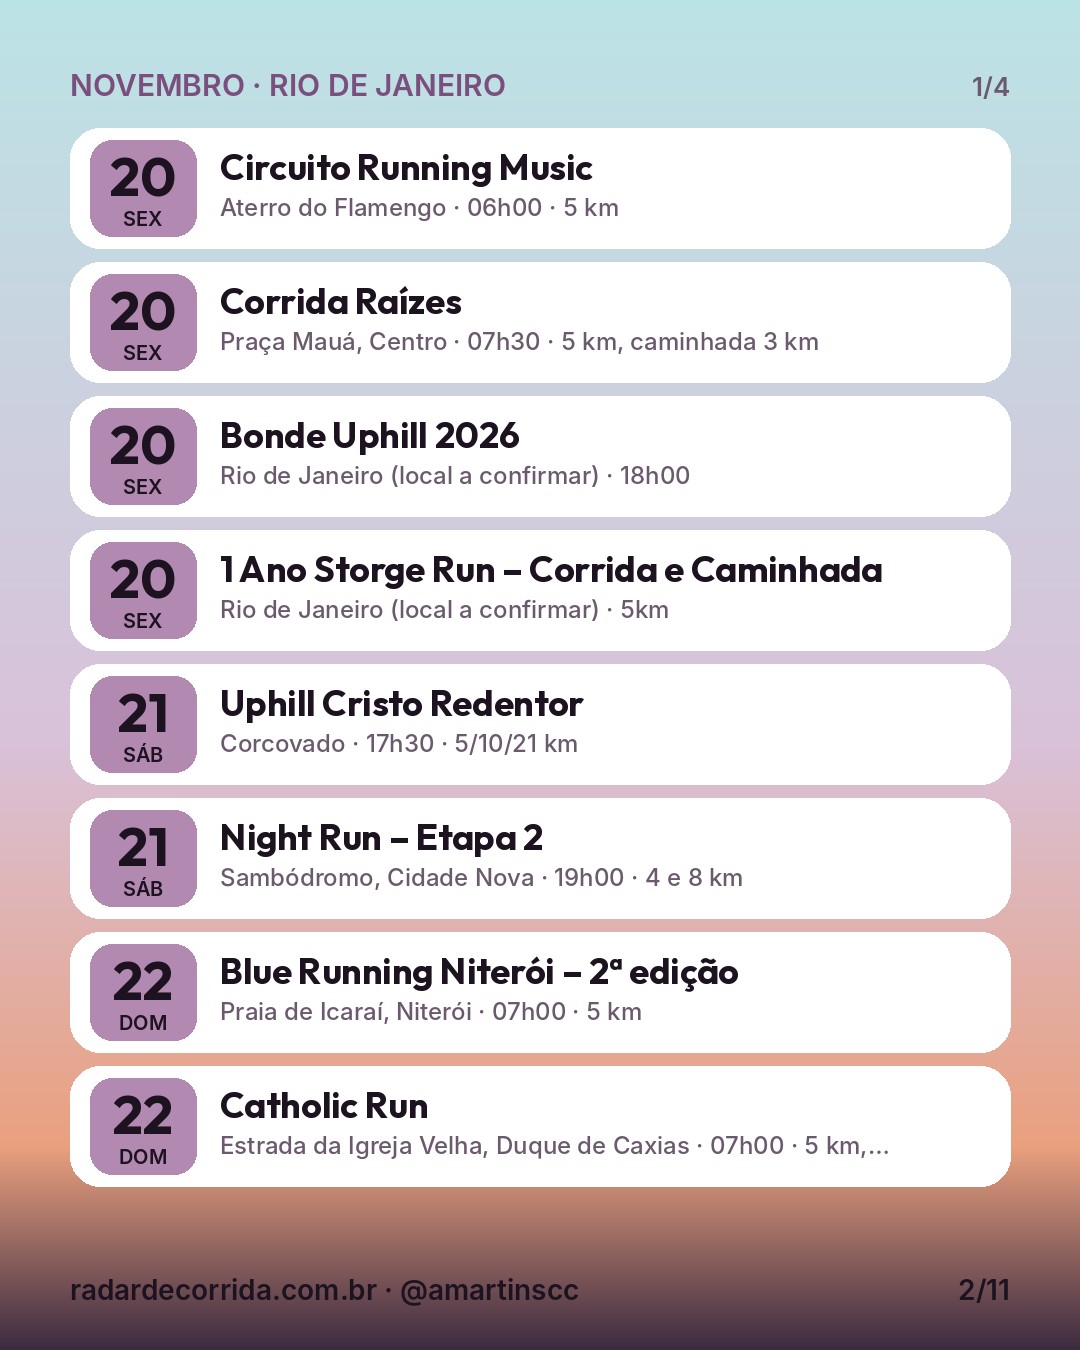 NOVEMBRO · RIO DE JANEIRO
1/4
20
SEX
Circuito Running Music
Aterro do Flamengo · 06h00 · 5 km
20
SEX
Corrida Raízes
Praça Mauá, Centro · 07h30 · 5 km, caminhada 3 km
20
SEX
Bonde Uphill 2026
Rio de Janeiro (local a confirmar) · 18h00
20
SEX
1 Ano Storge Run – Corrida e Caminhada
Rio de Janeiro (local a confirmar) · 5km
21
SÁB
Uphill Cristo Redentor
Corcovado · 17h30 · 5/10/21 km
21
SÁB
Night Run – Etapa 2
Sambódromo, Cidade Nova · 19h00 · 4 e 8 km
22
DOM
Blue Running Niterói – 2ª edição
Praia de Icaraí, Niterói · 07h00 · 5 km
22
DOM
Catholic Run
Estrada da Igreja Velha, Duque de Caxias · 07h00 · 5 km,...
radardecorrida.com.br · @amartinscc
2/11